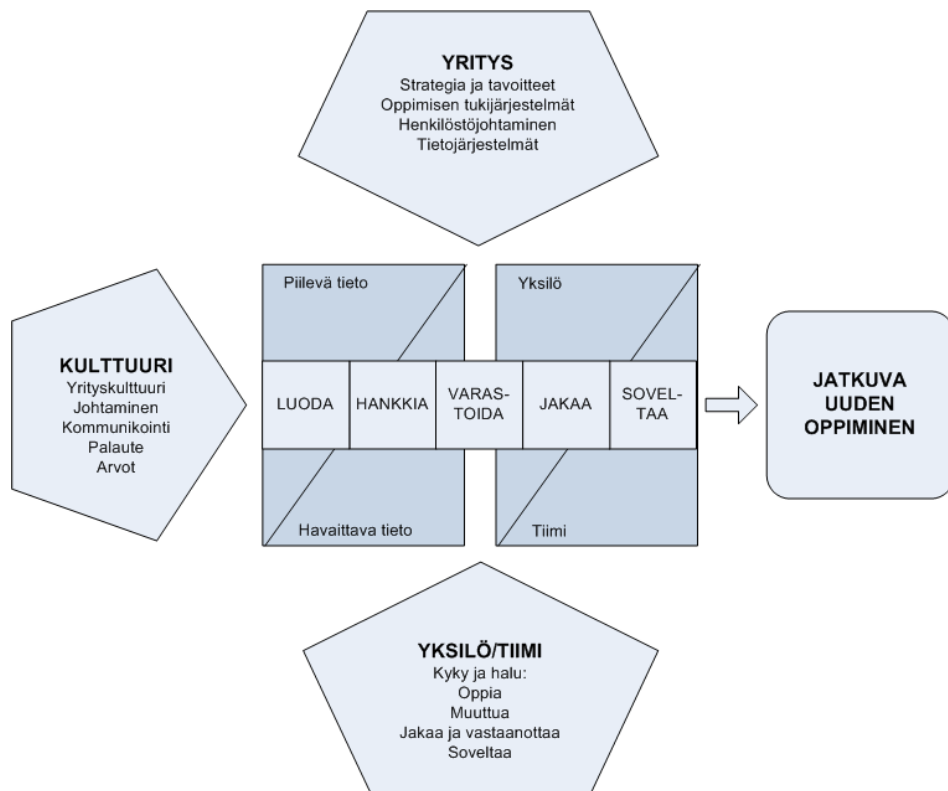 YRITYS
Strategia ja tavoitteet
Oppimisen tukijärjestelmät
Henkilöstöjohtaminen
Tietojärjestelmät
KULTTUURI
Yrityskulttuuri
Johtaminen
Kommunikointi
Palaute
Arvot
Piilevä tieto
Yksilö
LUODA
HANKKIA
VARAS-
TOIDA
JAKAA
SOVEL-
TAA
Havaittava tieto
Tiimi
JATKUVA
UUDEN
OPPIMINEN
YKSILÖ/TIIMI
Kyky ja halu:
Oppia
Muuttua
Jakaa ja vastaanottaa
Soveltaa